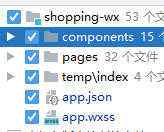 shopping-wx 53 个文
components 15 个
pages 32 个文件
temp\index 4 个文
app.json
app.wxss